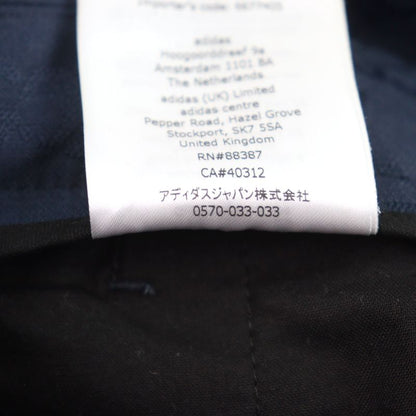 adidas
Hoogoorddreef 9a
Amsterdam 1101 BA
The Netherlands
adidas (UK) Limited
adidas centre
Pepper Road, Hazel Grove
Stockport, SK7 5SA
United Kingdom
RN#88387
CA#40312
アディダスジャパン株式会社
0570-033-033